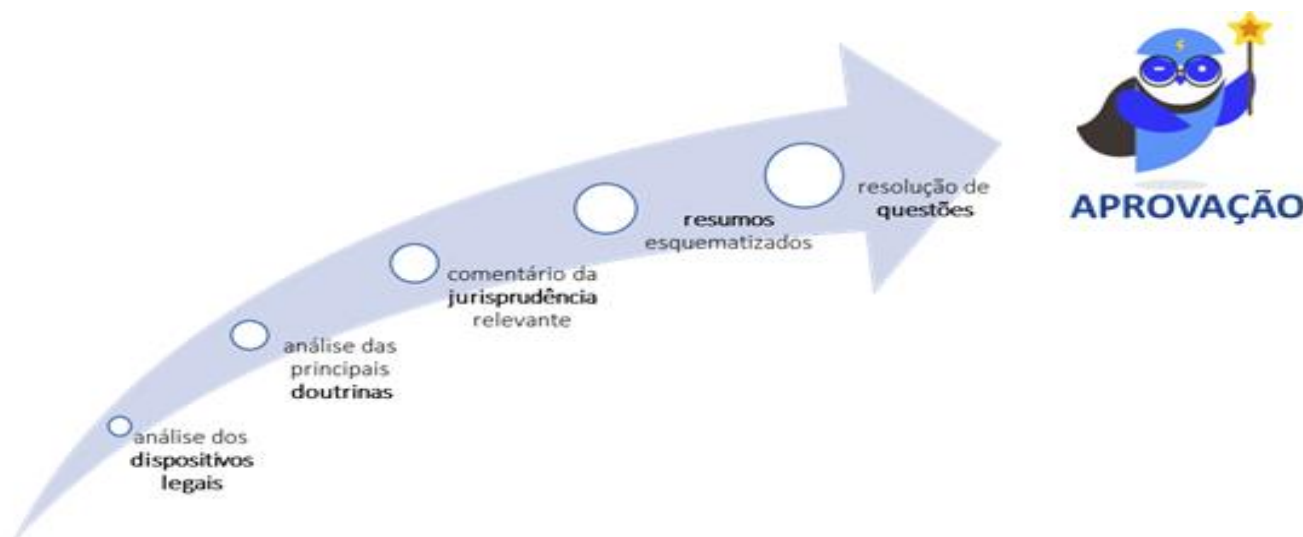 análise dos
dispositivos
legais
análise das
principais
doutrinas
comentário da
jurisprudência
relevante
resumos
esquematizados
resolução de
questões
APROVAÇÃO